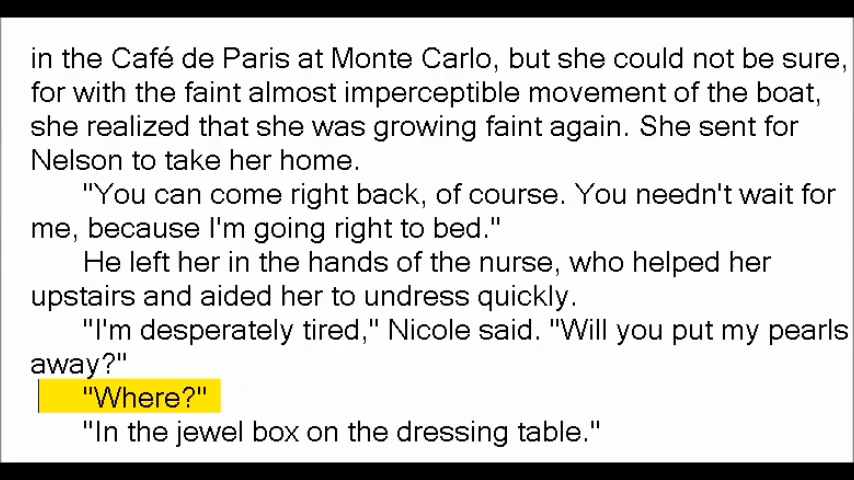 in the Café de Paris at Monte Carlo, but she could not be sure,
for with the faint almost imperceptible movement of the boat,
she realized that she was growing faint again. She sent for
Nelson to take her home.
"You can come right back, of course. You needn't wait for
me, because I'm going right to bed."
He left her in the hands of the nurse, who helped her
upstairs and aided her to undress quickly.
"I'm desperately tired," Nicole said. "Will you put my pearls
away?"
"Where?"
"In the jewel box on the dressing table."